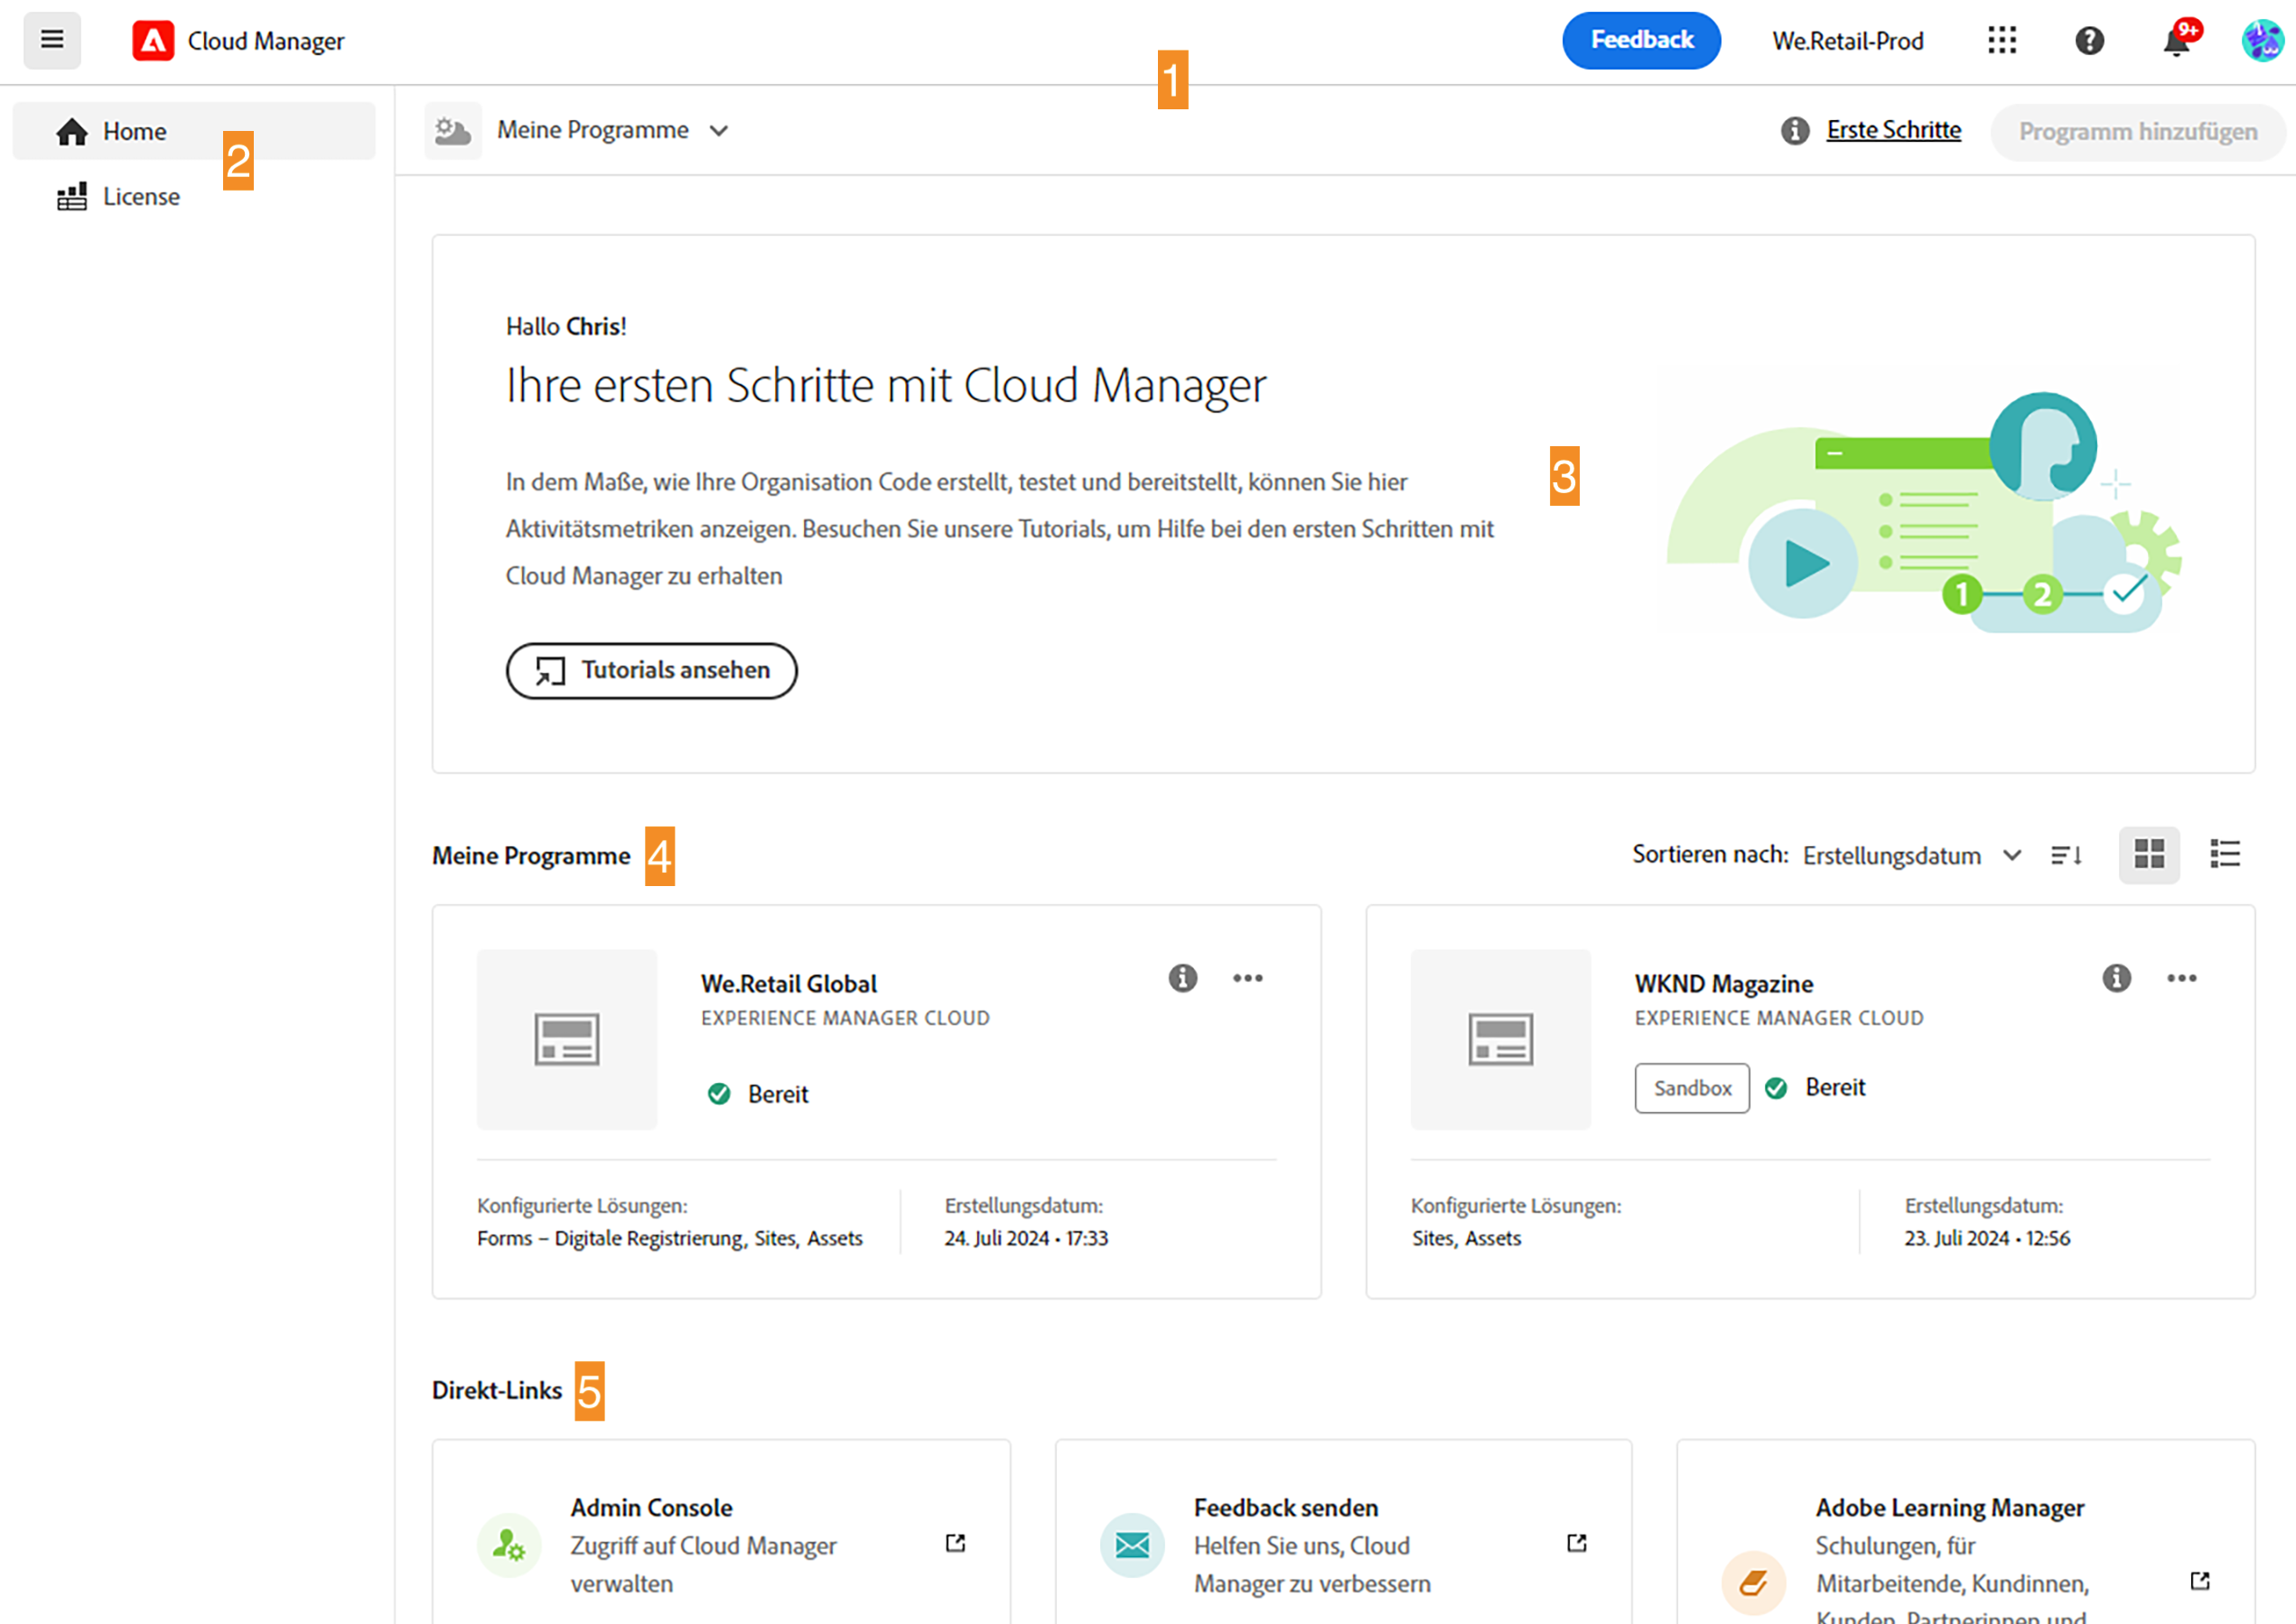 Cloud Manager
1
Feedback
We.Retail-Prod
9+
Home
2
License
Meine Programme
Erste Schritte
Programm hinzufügen
Hallo Chris!
Ihre ersten Schritte mit Cloud Manager
In dem Maße, wie Ihre Organisation Code erstellt, testet und bereitstellt, können Sie hier
Aktivitätsmetriken anzeigen. Besuchen Sie unsere Tutorials, um Hilfe bei den ersten Schritten mit
Cloud Manager zu erhalten
3
1 2
Tutorials ansehen
Meine Programme 4
Sortieren nach: Erstellungsdatum
We.Retail Global
EXPERIENCE MANAGER CLOUD
Bereit
Konfigurierte Lösungen:
Forms – Digitale Registrierung, Sites, Assets
Erstellungsdatum:
24. Juli 2024 • 17:33
WKND Magazine
EXPERIENCE MANAGER CLOUD
Sandbox
Bereit
Konfigurierte Lösungen:
Sites, Assets
Erstellungsdatum:
23. Juli 2024 • 12:56
Direkt-Links 5
Admin Console
Zugriff auf Cloud Manager
verwalten
Feedback senden
Helfen Sie uns, Cloud
Manager zu verbessern
Adobe Learning Manager
Schulungen, für
Mitarbeitende, Kundinnen,
Kunden, Partnerinnen und